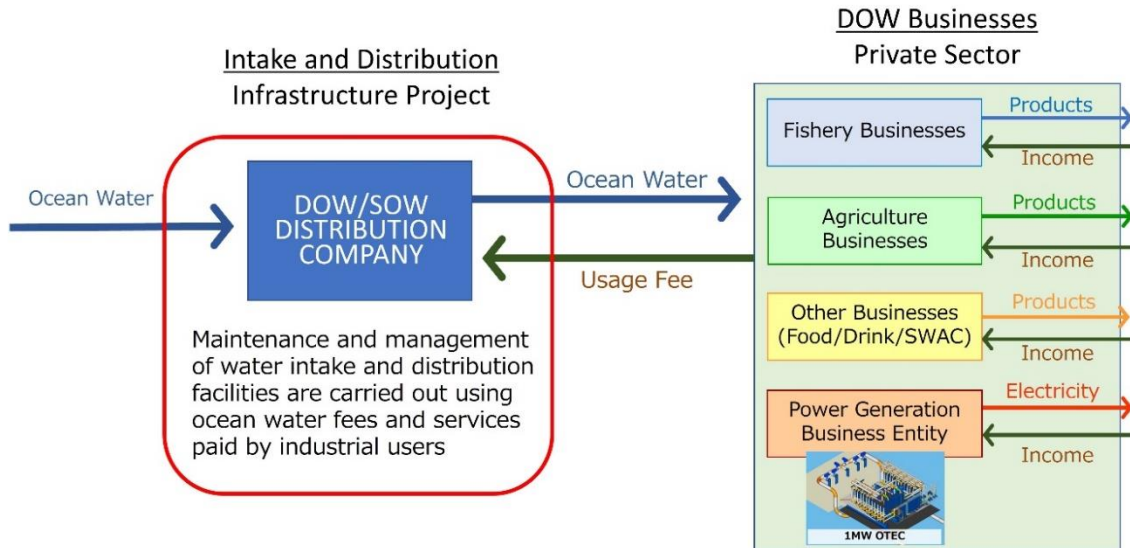 Intake and Distribution
Infrastructure Project
Ocean Water
DOW/SOW
DISTRIBUTION
COMPANY
Maintenance and management
of water intake and distribution
facilities are carried out using
ocean water fees and services
paid by industrial users
Ocean Water
Usage Fee
DOW Businesses
Private Sector
Fishery Businesses
Products
Income
Agriculture
Businesses
Products
Income
Other Businesses
(Food/Drink/SWAC)
Products
Income
Power Generation
Business Entity
Electricity
Income
1MW OTEC